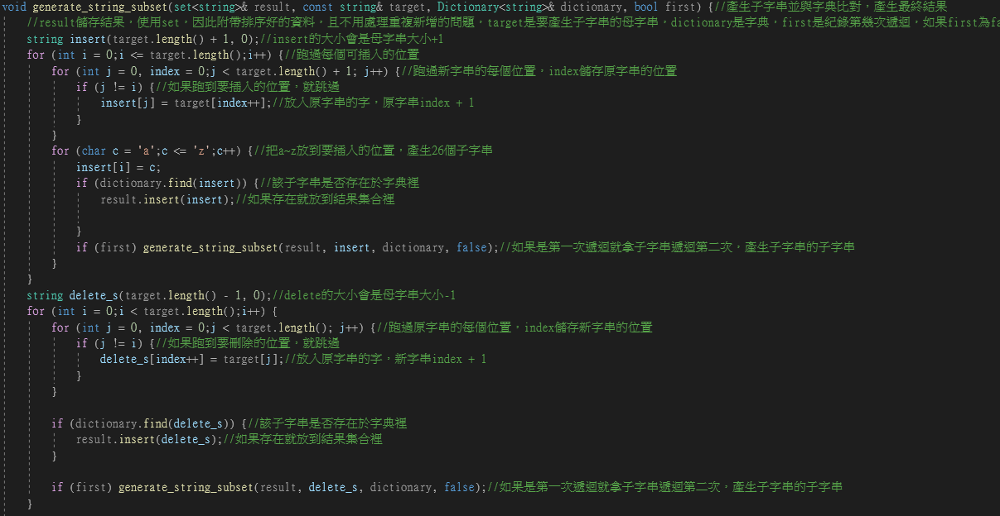 void generate_string_subset(set<string>& result, const string& target, Dictionary<string>& dictionary, bool first) {//產生子字串並與字典比對，產生最終結果
//result儲存結果，使用set，因此附帶排序好的資料，且不用處理重複新增的問題，target是要產生子字串的母字串，dictionary是字典，first是紀錄第幾次遞迴，如果first為fa
string insert(target.length() + 1, 0);//insert的大小會是母字串大小+1
for (int i = 0;i <= target.length();i++) {//跑過每個可插入的位置
for (int j = 0, index = 0;j < target.length() + 1; j++) {//跑過新字串的每個位置，index儲存原字串的位置
if (j != i) {//如果跑到要插入的位置，就跳過
insert[j] = target[index++];//放入原字串的字，原字串index + 1
}
}
for (char c = 'a';c <= 'z';c++) {//把a~z放到要插入的位置，產生26個子字串
insert[i] = c;
if (dictionary.find(insert)) {//該子字串是否存在於字典裡
result.insert(insert);//如果存在就放到結果集合裡
}
if (first) generate_string_subset(result, insert, dictionary, false);//如果是第一次遞迴就拿子字串遞迴第二次，產生子字串的子字串
}
}
string delete_s(target.length() - 1, 0);//delete的大小會是母字串大小-1
for (int i = 0;i < target.length();i++) {
for (int j = 0, index = 0;j < target.length(); j++) {//跑過原字串的每個位置，index儲存新字串的位置
if (j != i) {//如果跑到要刪除的位置，就跳過
delete_s[index++] = target[j];//放入原字串的字，新字串index + 1
}
}
if (dictionary.find(delete_s)) {//該子字串是否存在於字典裡
result.insert(delete_s);//如果存在就放到結果集合裡
}
if (first) generate_string_subset(result, delete_s, dictionary, false);//如果是第一次遞迴就拿子字串遞迴第二次，產生子字串的子字串
}